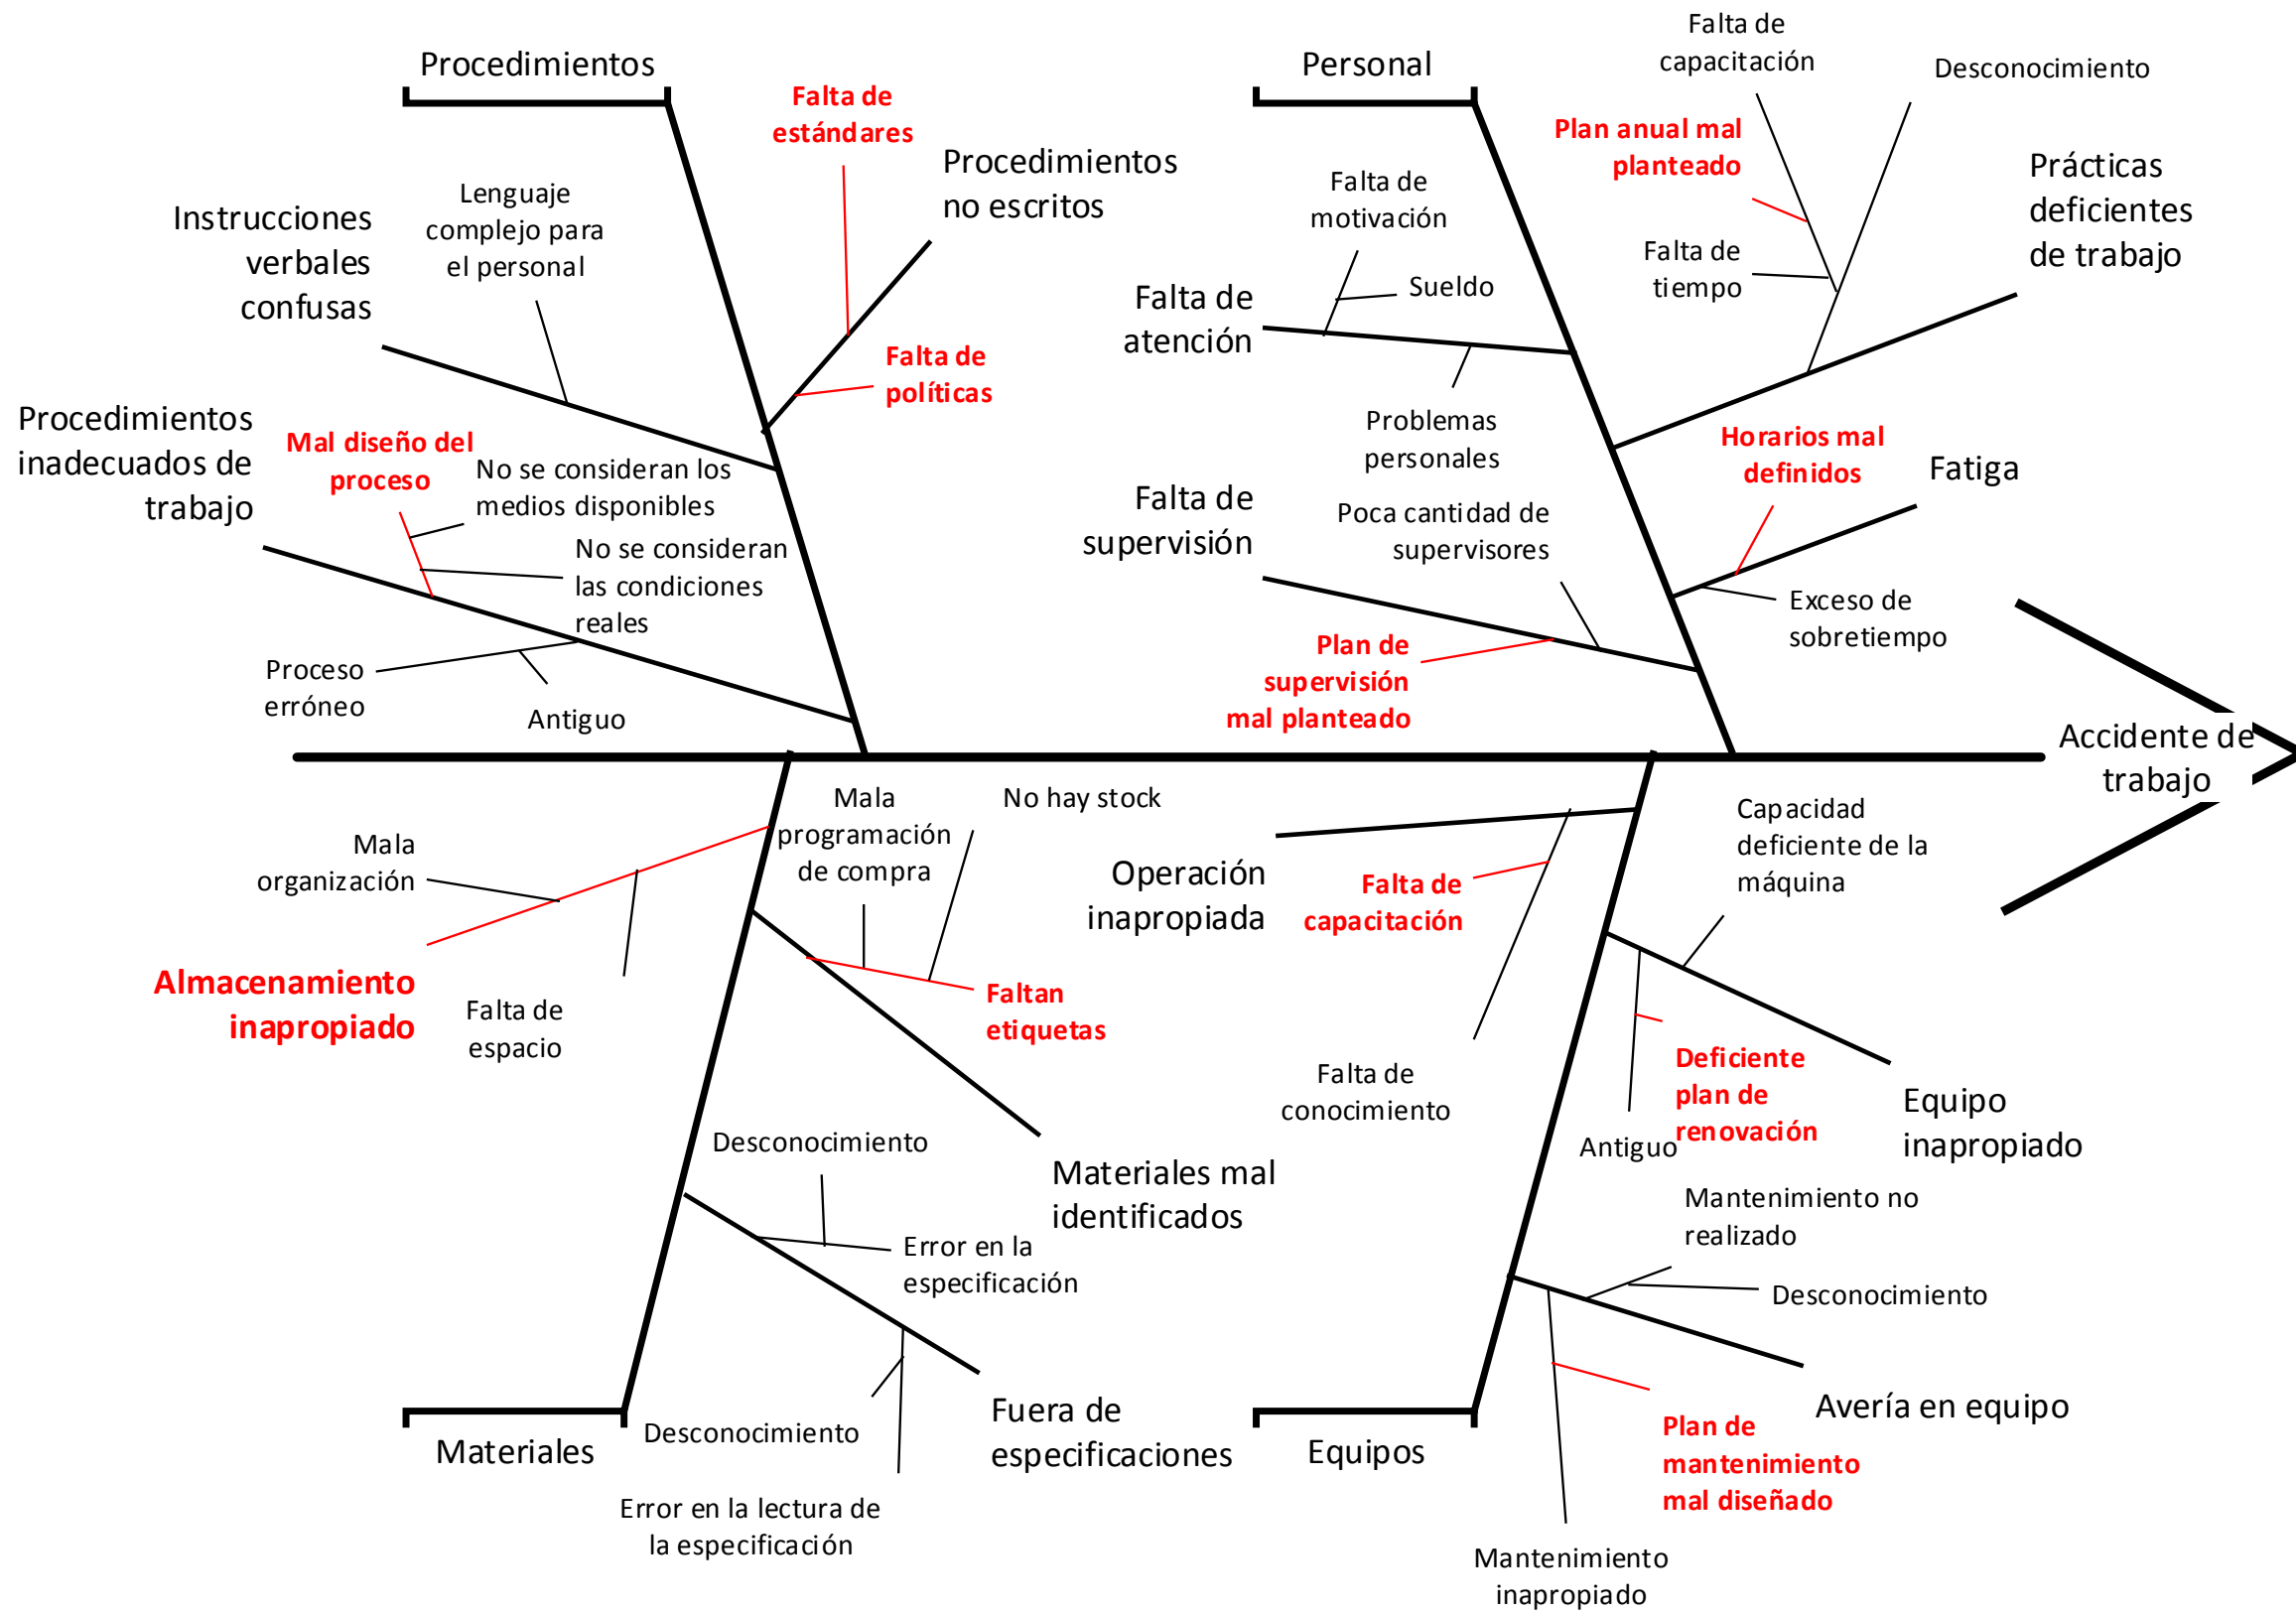 Procedimientos
Falta de
estándares
Procedimientos
no escritos
Lenguaje
complejo para
el personal
Instrucciones
verbales
confusas
Falta de
políticas
Procedimientos
inadecuados de
trabajo
Mal diseño del
proceso
No se consideran los
medios disponibles
No se consideran
las condiciones
reales
Proceso
erróneo
Antiguo
Personal
Falta de
capacitación
Desconocimiento
Plan anual mal
planteado
Prácticas
deficientes
de trabajo
Falta de
motivación
Falta de
tiempo
Sueldo
Falta de
atención
Problemas
personales
Horarios mal
definidos
Fatiga
Falta de
supervisión
Poca cantidad de
supervisores
Exceso de
sobretiempo
Plan de
supervisión
mal planteado
Accidente de
trabajo
Mala
organización
Almacenamiento
inapropiado
Falta de
espacio
Mala
programación
de compra
No hay stock
Faltan
etiquetas
Materiales mal
identificados
Desconocimiento
Error en la
especificación
Fuera de
especificaciones
Desconocimiento
Error en la lectura de
la especificación
Materiales
Operación
inapropiada
Falta de
capacitación
Falta de
conocimiento
Capacidad
deficiente de la
máquina
Deficiente
plan de
renovación
Antiguo
Equipo
inapropiado
Mantenimiento no
realizado
Desconocimiento
Avería en equipo
Plan de
mantenimiento
mal diseñado
Mantenimiento
inapropiado
Equipos